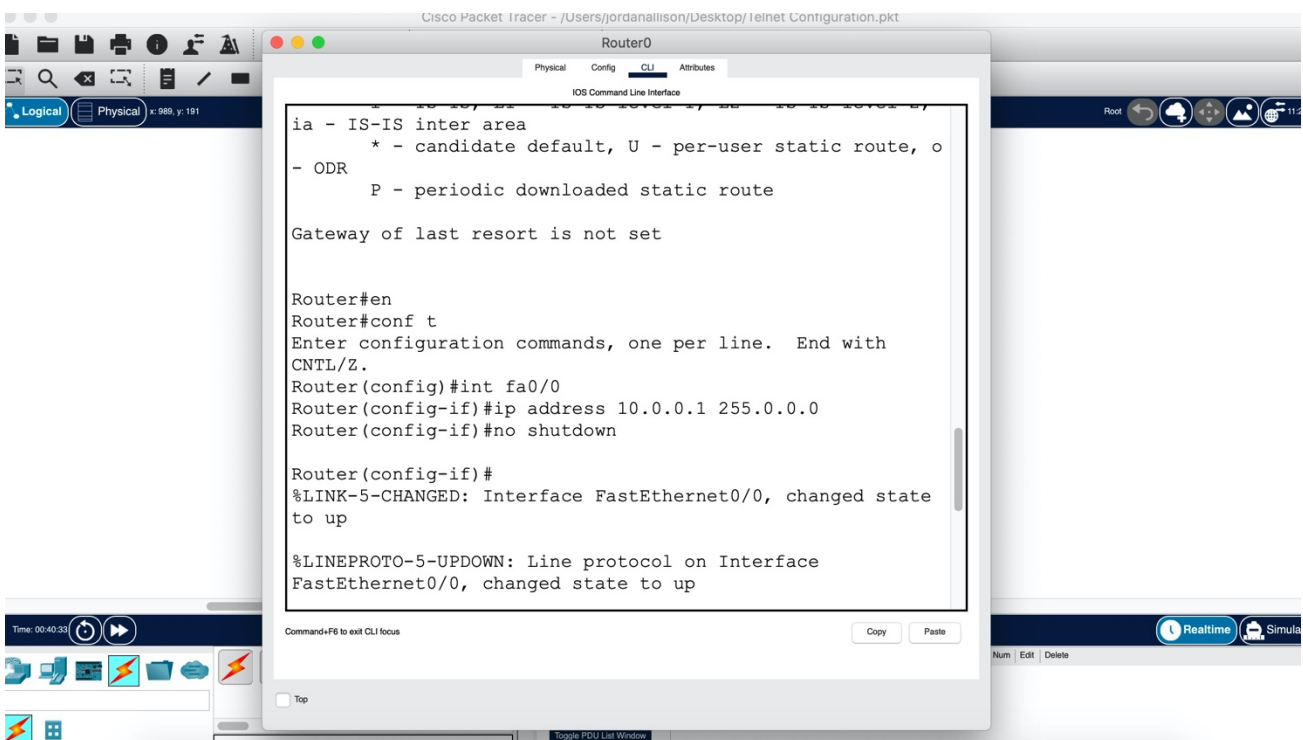 Cisco Packet Tracer - /Users/jordanallison/Desktop/Telnet Configuration.pkt
Router0
Physical Config CLI Attributes
IOS Command Line Interface
Logical Physical x: 989, y: 191
Root
ia - IS-IS inter area
* - candidate default, U - per-user static route, o
- ODR
P - periodic downloaded static route
Gateway of last resort is not set
Router#en
Router#conf t
Enter configuration commands, one per line. End with
CNTL/Z.
Router(config)#int fa0/0
Router(config-if)#ip address 10.0.0.1 255.0.0.0
Router(config-if)#no shutdown
Router(config-if)#
%LINK-5-CHANGED: Interface FastEthernet0/0, changed state
to up
%LINEPROTO-5-UPDOWN: Line protocol on Interface
FastEthernet0/0, changed state to up
Time: 00:40:33
Command+F6 to exit CLI focus
Copy Paste
Realtime Simula
Num Edit Delete
Top
Toggle PDU List Window